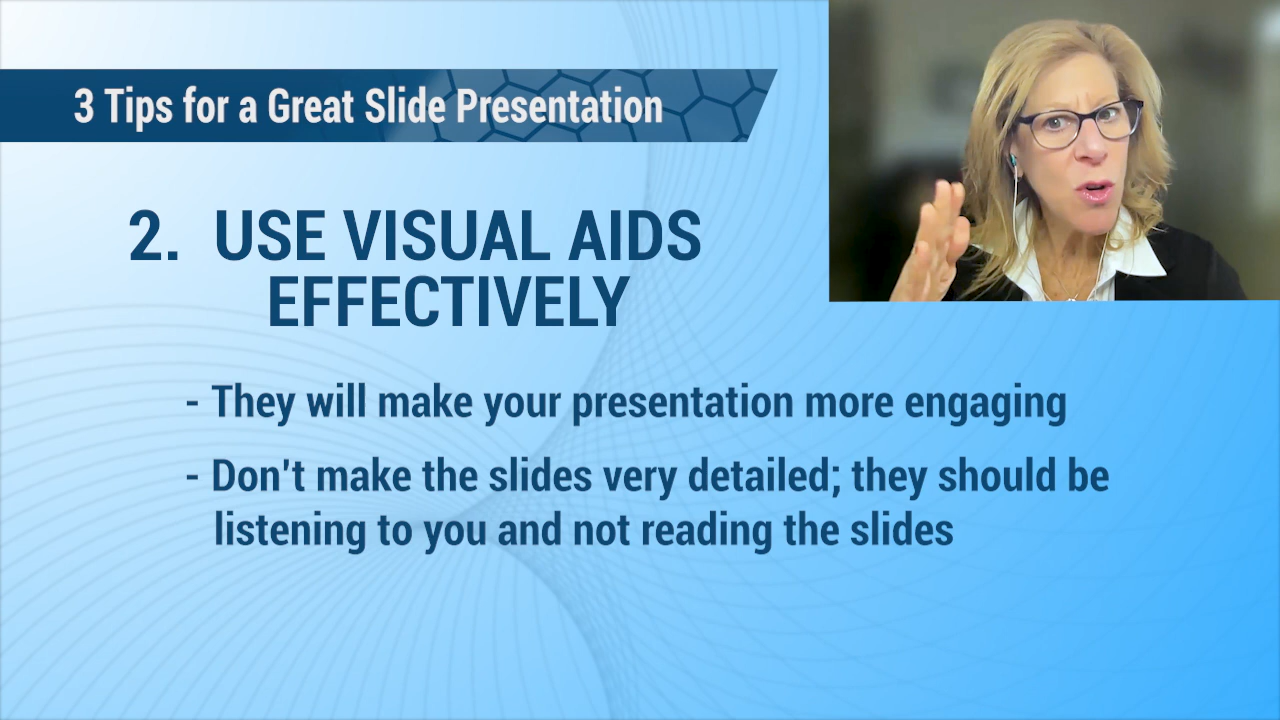 3 Tips for a Great Slide Presentation
2. USE VISUAL AIDS
EFFECTIVELY
- They will make your presentation more engaging
- Don't make the slides very detailed; they should be
listening to you and not reading the slides